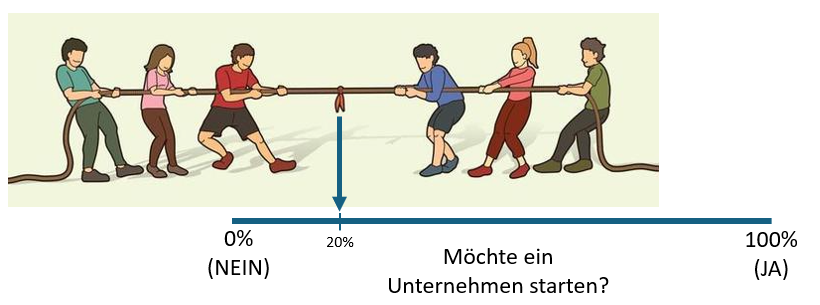 0%
(NEIN)
20%
Möchte ein
Unternehmen starten?
100%
(JA)